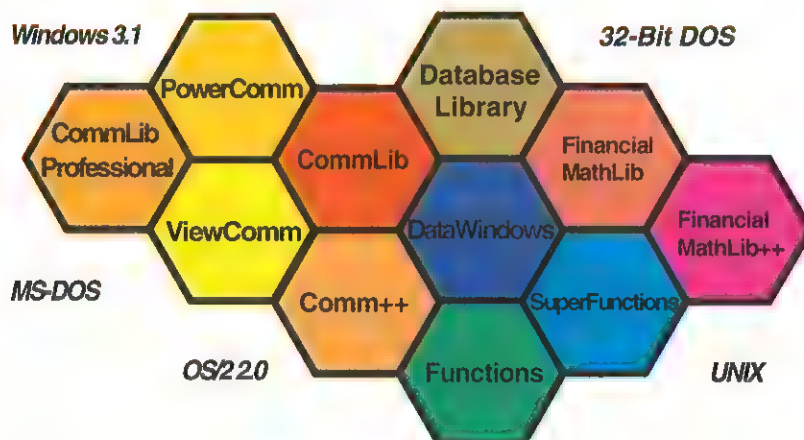 Windows 3.1
32-Bit DOS
PowerComm
Database
Library
CommLib
Professional
CommLib
Financial
MathLib
ViewComm
DataWindows
Financial
MathLib++
MS-DOS
Comm++
SuperFunctions
OS/2 2.0
Functions
UNIX